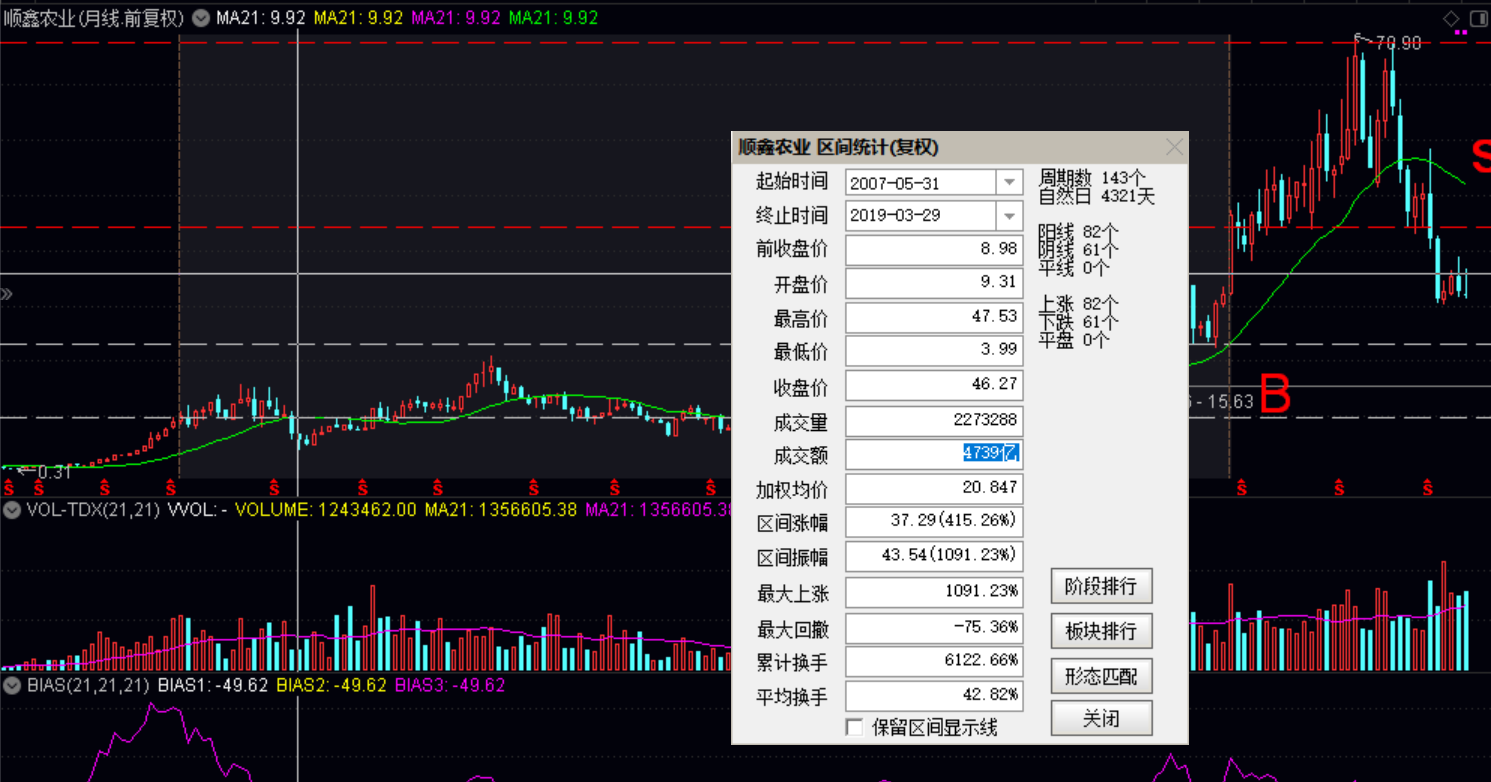 顺鑫农业(月线.前复权) MA21: 9.92 MA21: 9.92 MA21: 9.92 MA21: 9.92
70.90
S
顺鑫农业 区间统计(复权)
起始时间 2007-05-31
终止时间 2019-03-29
前收盘价 8.98
开盘价 9.31
最高价 47.53
最低价 3.99
收盘价 46.27
成交量 2273288
成交额 4739亿
加权均价 20.847
区间涨幅 37.29(415.26%)
区间振幅 43.54(1091.23%)
最大上涨 1091.23%
最大回撤 -75.36%
累计换手 6122.66%
平均换手 42.82%
保留区间显示线
周期数 143个
自然日 4321天
阳线 82个
阴线 61个
平线 0个
上涨 82个
下跌 61个
平盘 0个
阶段排行
板块排行
形态匹配
关闭
- 15.63
B
0.31
S S S S S S S S S S S S S
VOL-TDX(21,21) VVOL: - VOLUME: 1243462.00 MA21: 1356605.38 MA21: 1356605.38
BIAS(21,21,21) BIAS1: -49.62 BIAS2: -49.62 BIAS3: -49.62